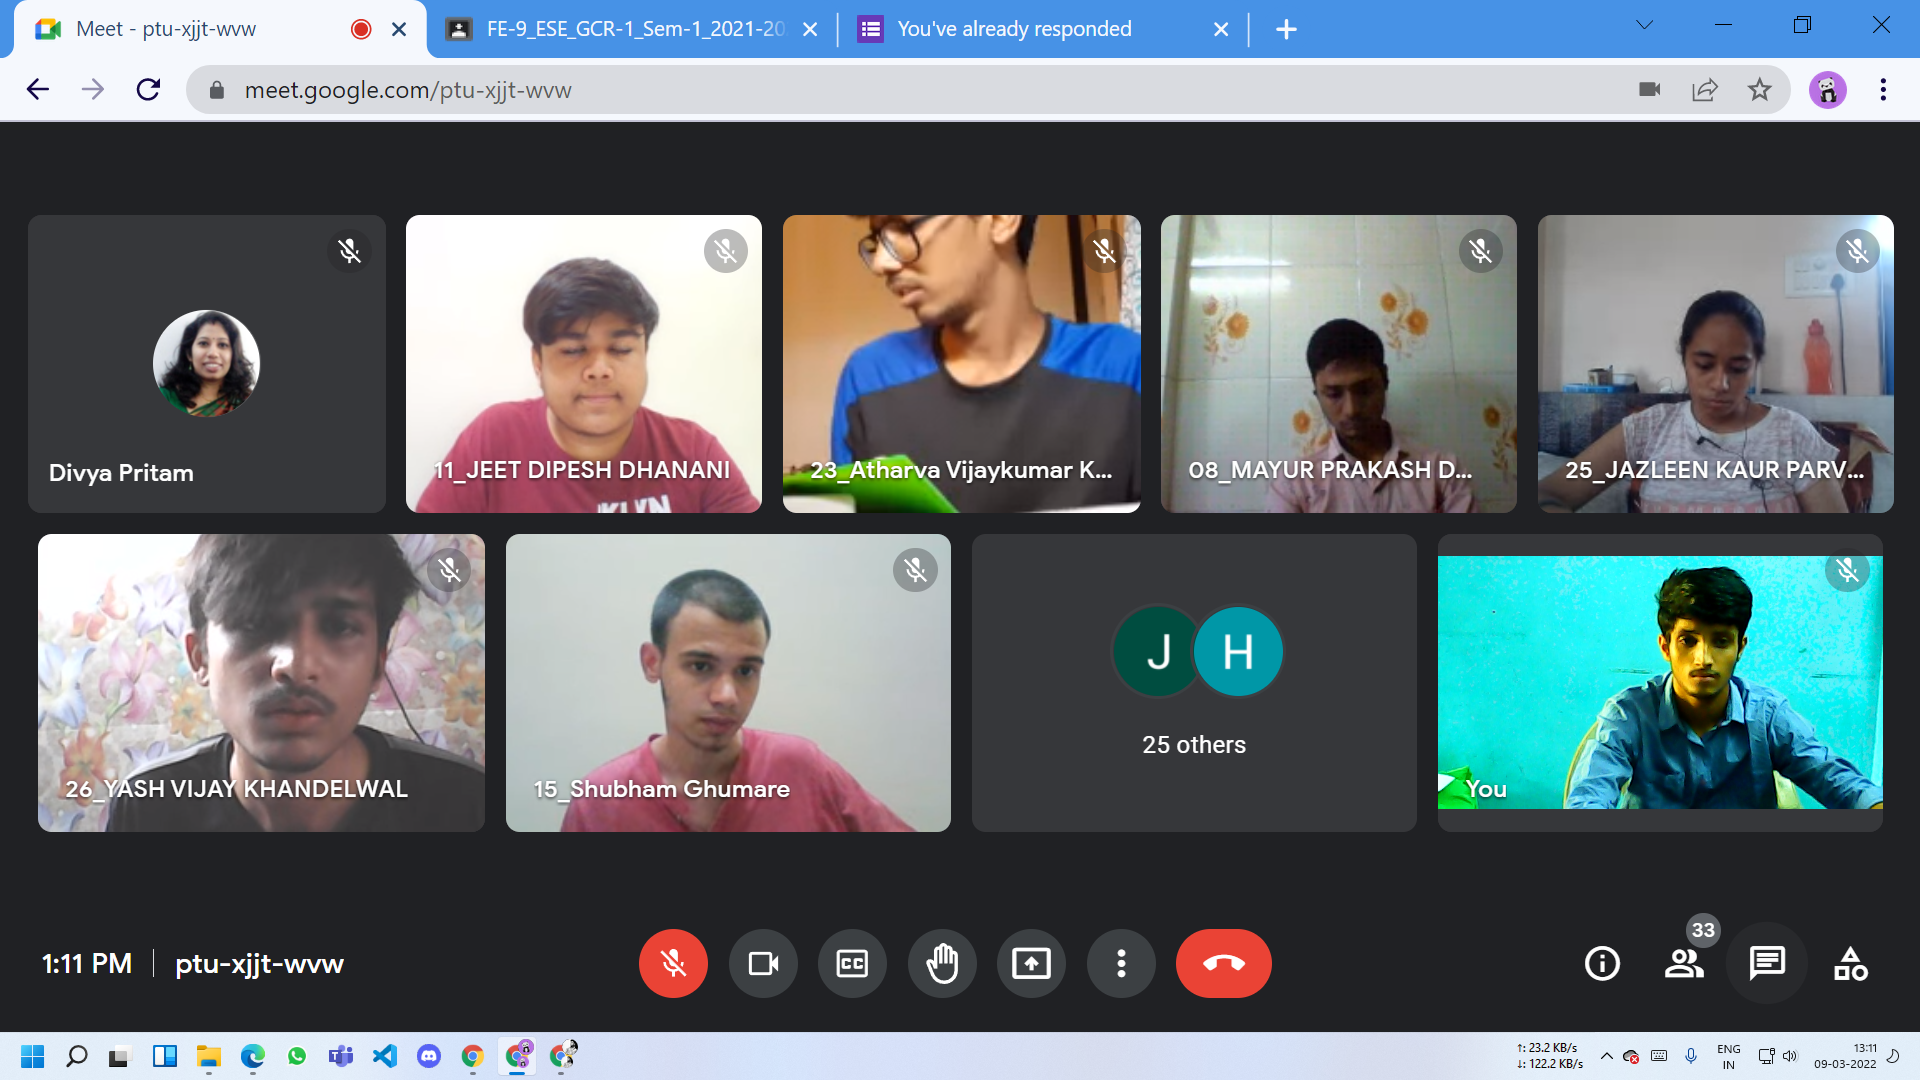 Meet - ptu-xjjt-wvw
FE-9_ESE_GCR-1_Sem-1_2021-20
You've already responded
meet.google.com/ptu-xjjt-wvw
Divya Pritam
11_JEET DIPESH DHANANI
23_Atharva Vijaykumar K...
08_MAYUR PRAKASH D...
25_JAZLEEN KAUR PARV...
26_YASH VIJAY KHANDELWAL
15_Shubham Ghumare
J H
25 others
You
1:11 PM
ptu-xjjt-wvw
CC
33
↑: 23.2 KB/s
↓: 122.2 KB/s
ENG
IN
13:11
09-03-2022